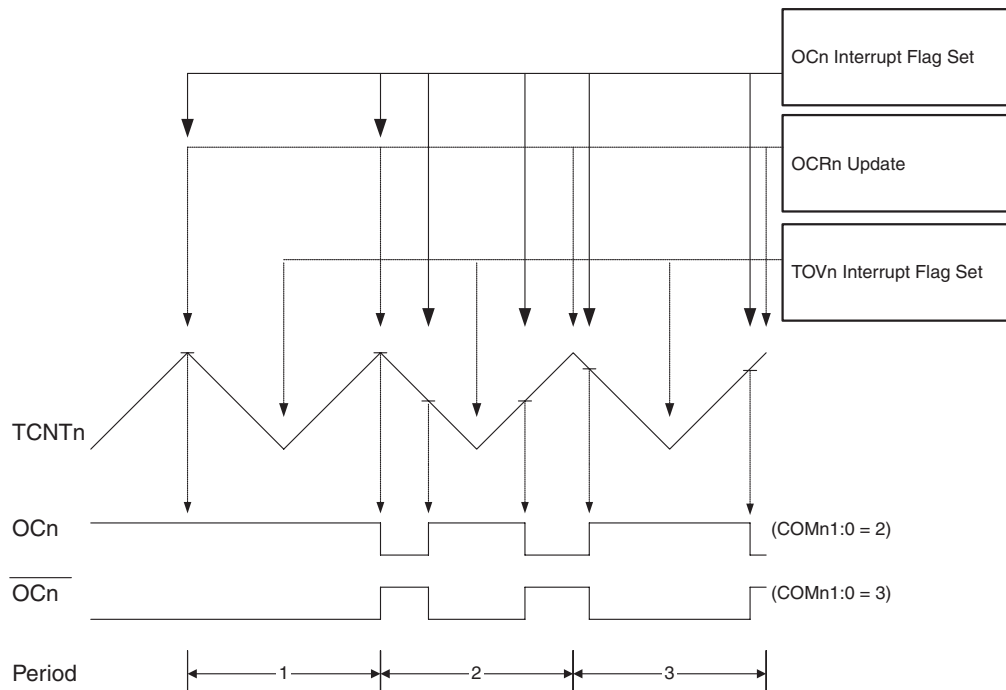 OCn Interrupt Flag Set
OCRn Update
TOVn Interrupt Flag Set
TCNTn
OCn
(COMn1:0 = 2)
OCn
(COMn1:0 = 3)
Period
1
2
3